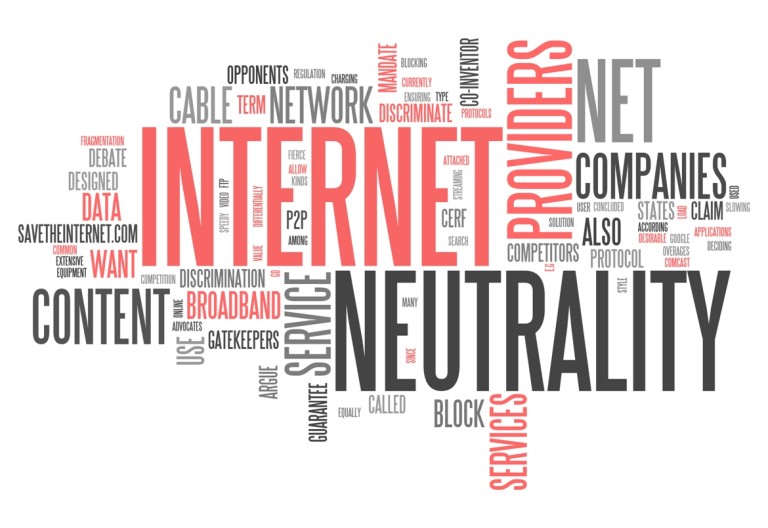 OPPONENTS
REGULATION
CHARGING
MANDATE
BLOCKING
CURRENTLY
ENSURING
TYPE
CO-INVENTOR
CABLE
TERM
NETWORK
DISCRIMINATE
PROTOCOLS
PROVIDERS
NET
FRAGMENTATION
DEBATE
DESIGNED
DATA
SAVETHEINTERNET.COM
COMMON
EXTENSIVE
EQUIPMENT
WANT
INTERNET
SPEEDY
VIDEO
FTP
DIFFERENTIALLY
VALUE
FIERCE
ALLOW
KINDS
P2P
AMONG
ATTACHED
STREAMING
CERF
SEARCH
COMPANIES
USED
USER
CONCLUDED
STATES
LOAD
CLAIM
SLOWING
SOLUTION
ALSO
ACCORDING
DESIRABLE
GOOGLE
APPLICATIONS
DECIDING
COMPETITORS
E.G
PROTOCOL
OVERAGES
COMCAST
COMPETITION
DISCRIMINATION
GO
CONTENT
ONLINE
BROADBAND
ADVOCATES
USE
GATEKEEPERS
SERVICE
NEUTRALITY
MANY
SINCE
STYLE
ARGUE
GUARANTEE
EQUALLY
CALLED
BLOCK
SERVICES